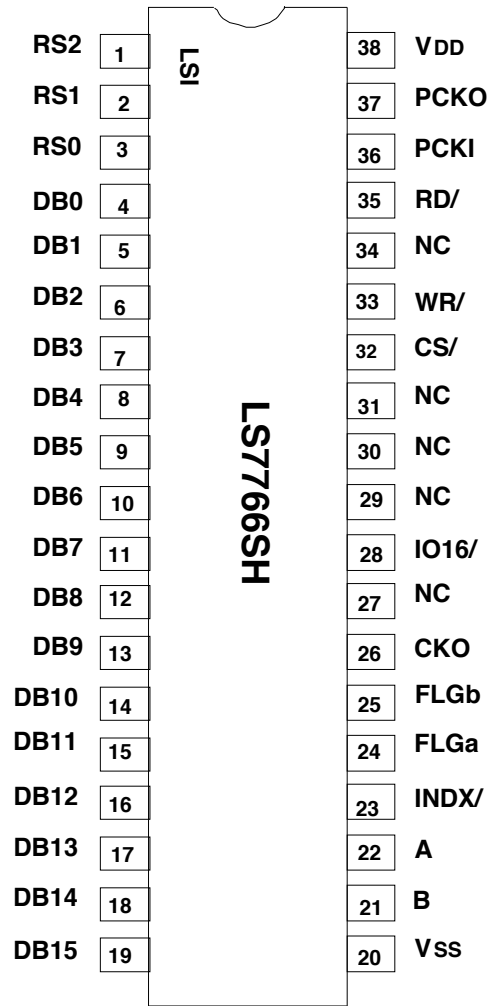 RS2 1 38 VDD
LSI
RS1 2 37 PCKO
RS0 3 36 PCKI
DB0 4 35 RD/
DB1 5 34 NC
DB2 6 33 WR/
DB3 7 32 CS/
DB4 8 31 NC
DB5 9 30 NC
LS7766SH
DB6 10 29 NC
DB7 11 28 IO16/
DB8 12 27 NC
DB9 13 26 CKO
DB10 14 25 FLGb
DB11 15 24 FLGa
DB12 16 23 INDX/
DB13 17 22 A
DB14 18 21 B
DB15 19 20 VSS